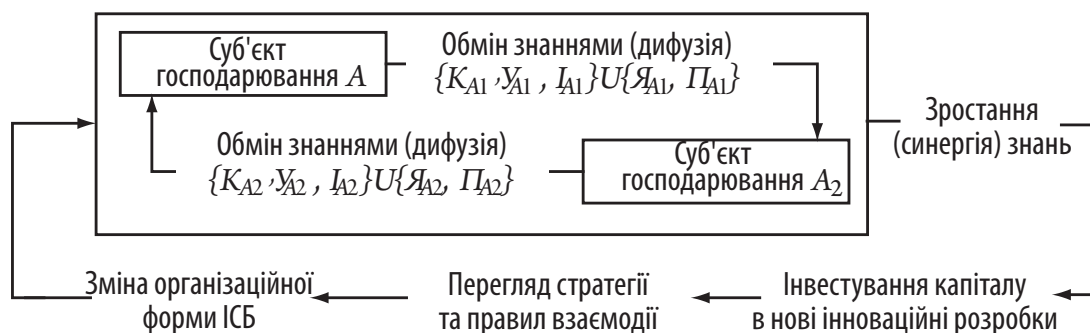 Суб'єкт
господарювання A
Обмін знаннями (дифузія)
{K_A1, У_A1, I_A1}U{Я_A1, П_A1}
Обмін знаннями (дифузія)
{K_A2, У_A2, I_A2}U{Я_A2, П_A2}
Суб'єкт
господарювання A₂
Зростання
(синергія) знань
Зміна організаційної
форми ІСБ
Перегляд стратегії
та правил взаємодії
Інвестування капіталу
в нові інноваційні розробки